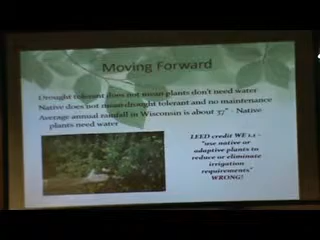 Moving Forward
Drought tolerant does not mean plants don't need water
Native does not mean drought tolerant and no maintenance
Average annual rainfall in Wisconsin is about 37" - Native
plants need water
LEED credit WE 1.1 -
"use native or
adaptive plants to
reduce or eliminate
irrigation
requirements"
WRONG!